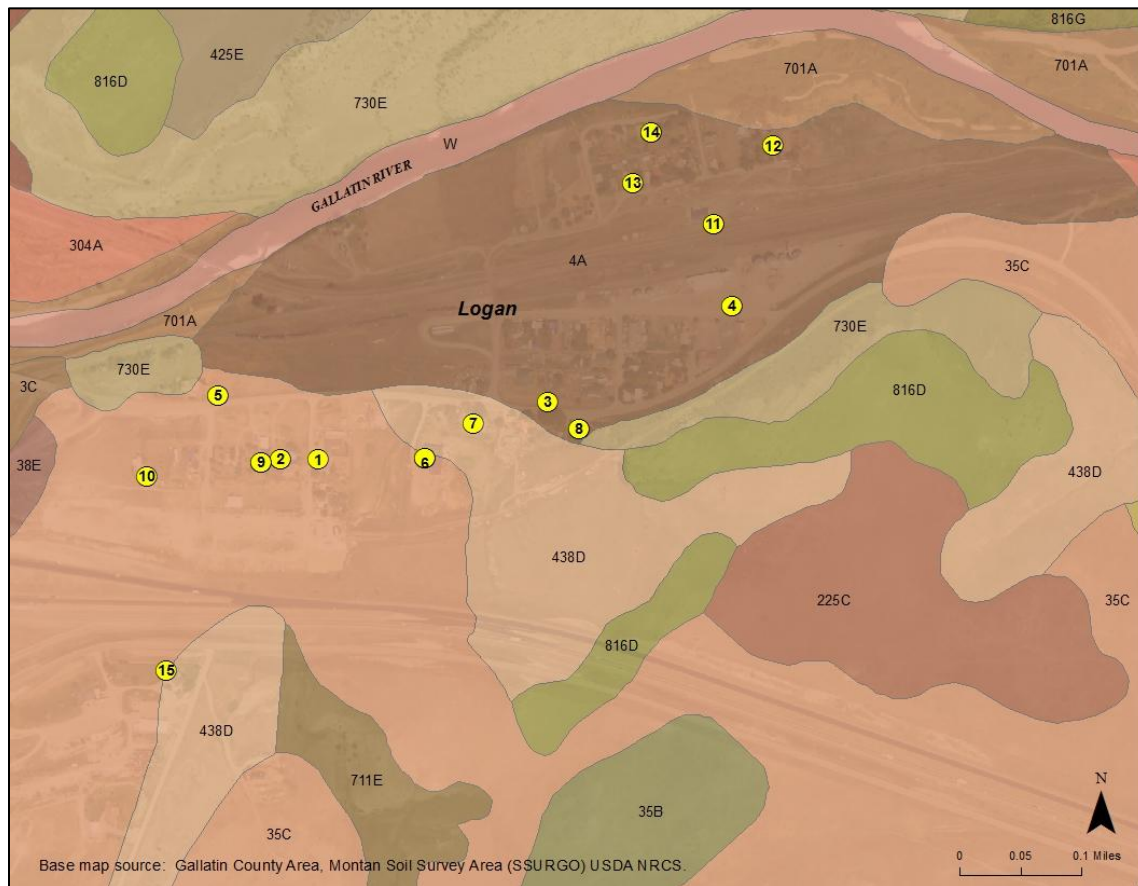 816G
425E
816D
701A
701A
730E
14
W
12
13
GALLATIN RIVER
11
304A
4A
35C
Logan
4
701A
730E
730E
3C
816D
5
3
7
8
9
2
1
6
38E
10
438D
438D
225C
35C
816D
15
438D
711E
35B
N
35C
Base map source: Gallatin County Area, Montan Soil Survey Area (SSURGO) USDA NRCS.
0 0.05 0.1 Miles